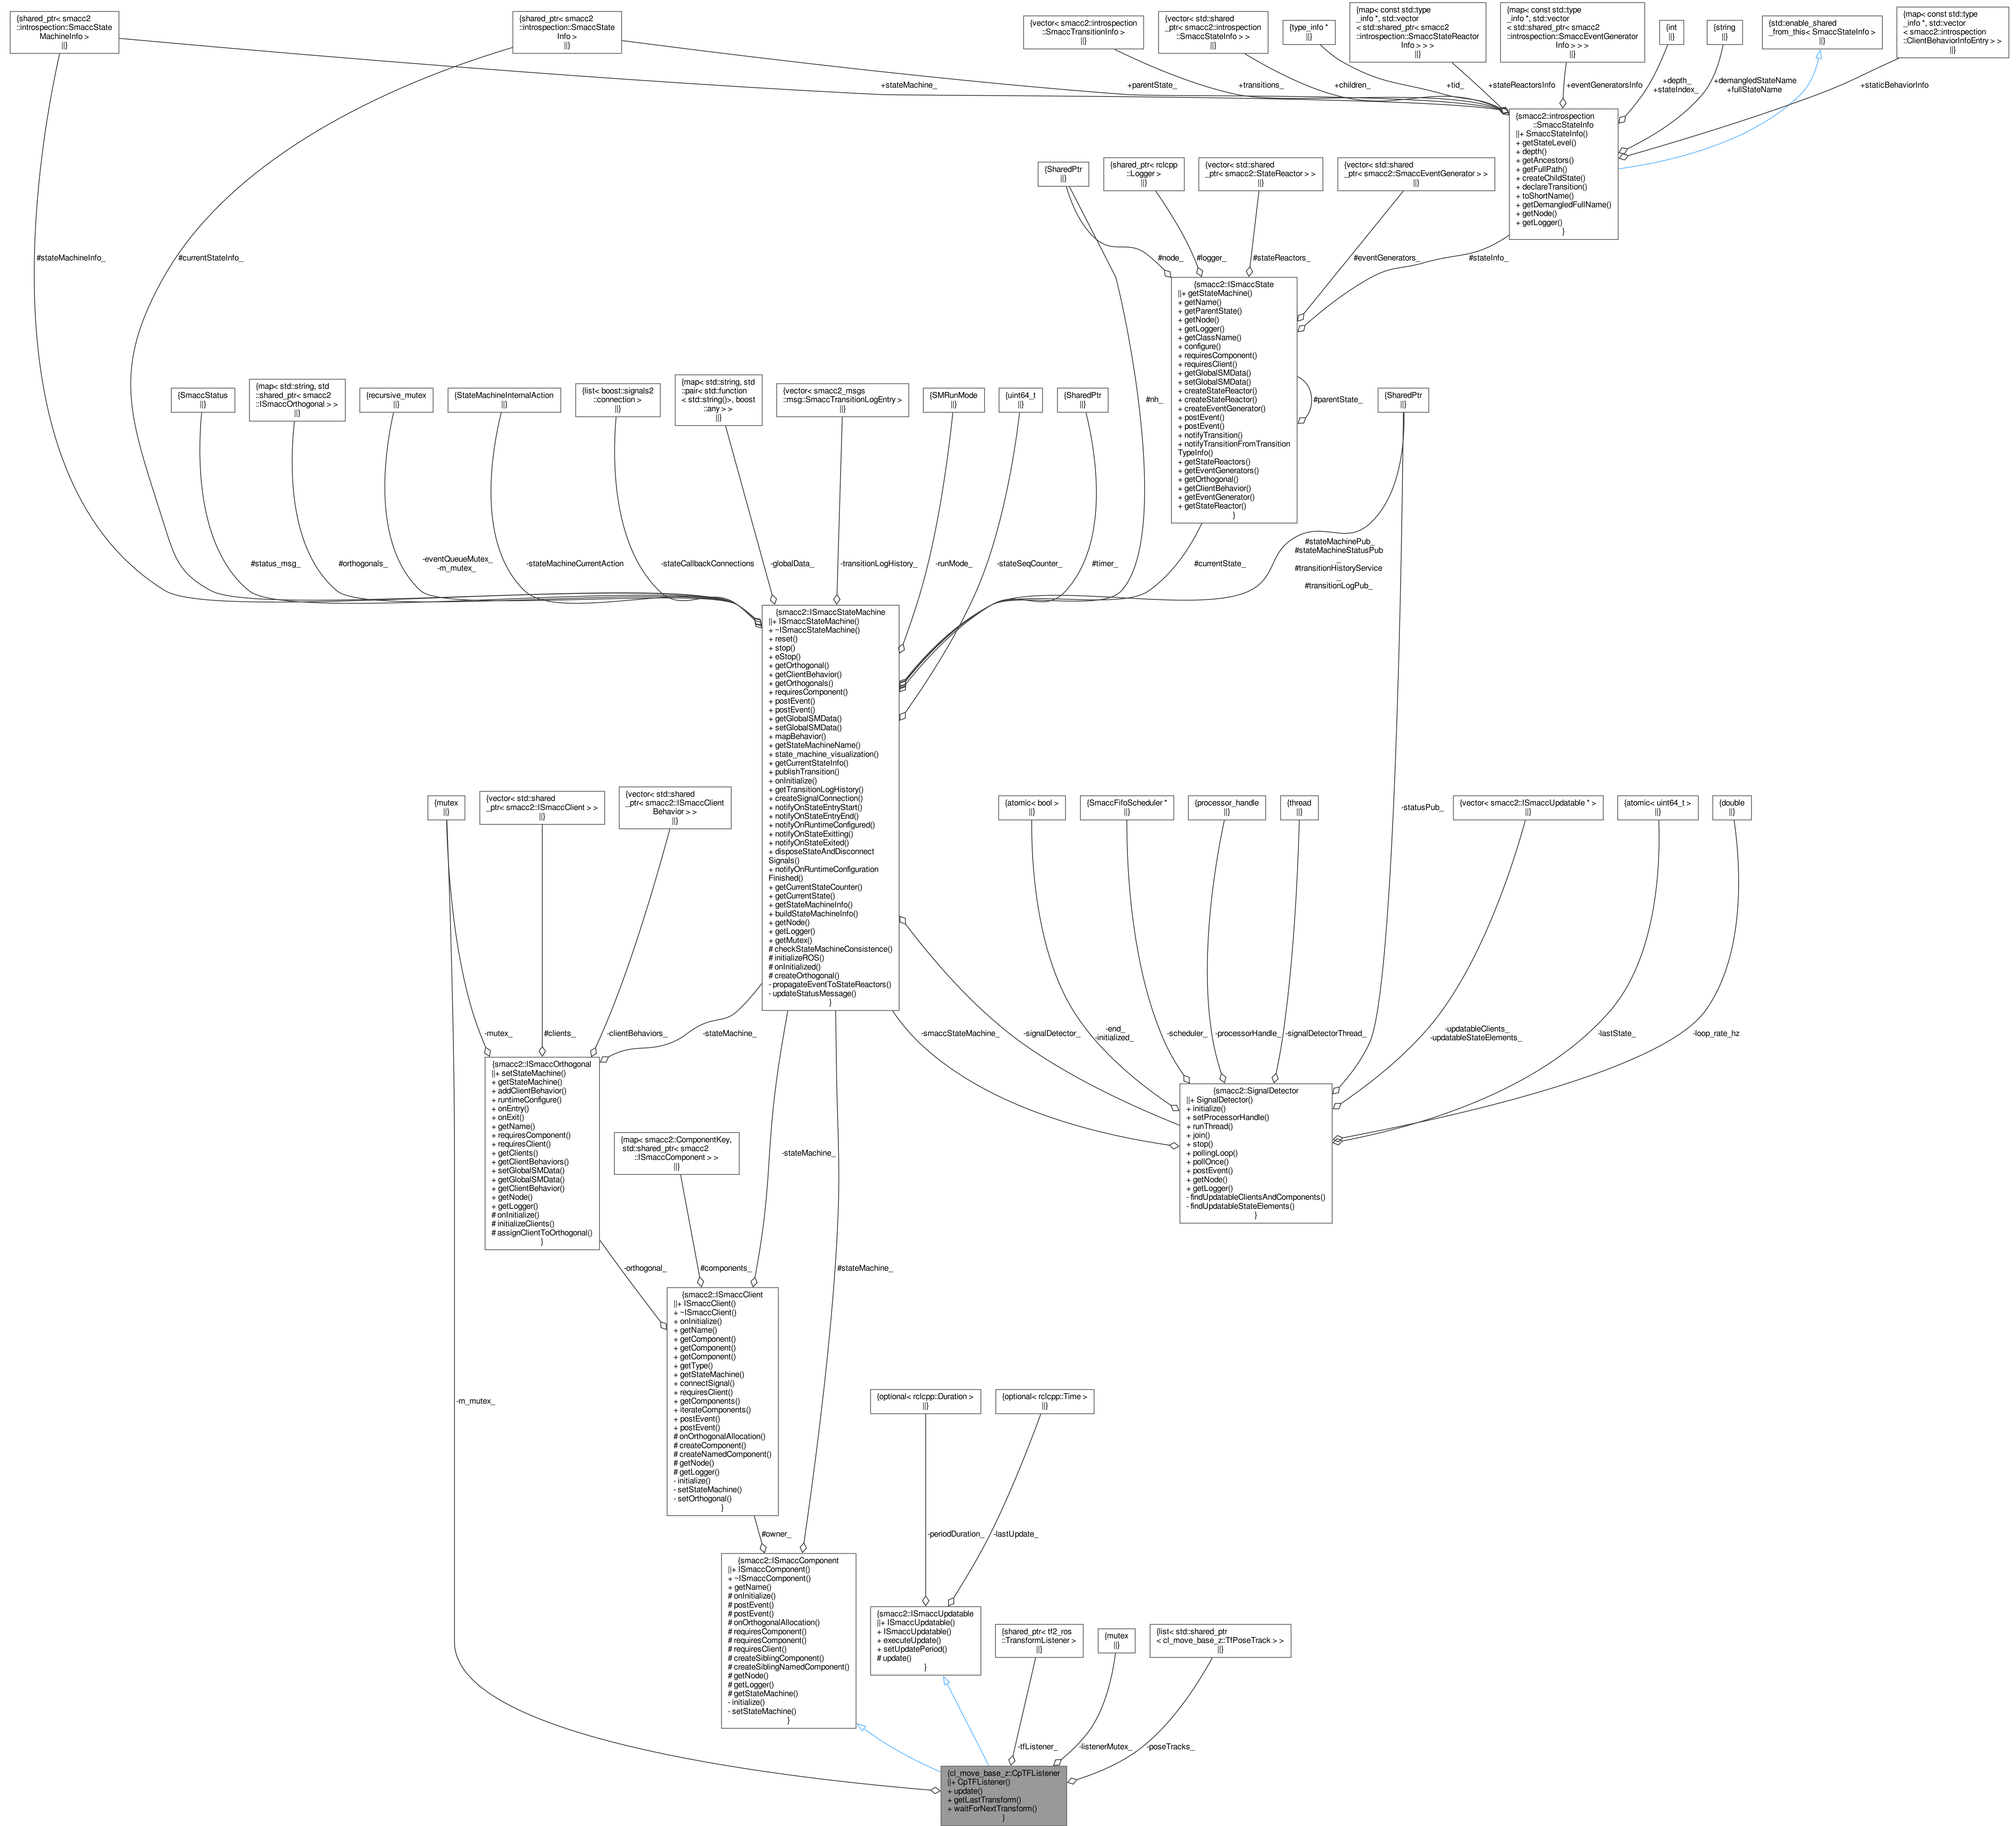 {shared_ptr< smacc2
::introspection::SmaccState
MachineInfo >
||}
{shared_ptr< smacc2
::introspection::SmaccState
Info >
||}
{vector< smacc2::introspection
::SmaccTransitionInfo >
||}
{vector< std::shared
_ptr< smacc2::introspection
::SmaccStateInfo > >
||}
{type_info *
||}
{map< const std::type
_info *, std::vector
< std::shared_ptr< smacc2
::introspection::SmaccStateReactor
Info > > >
||}
{map< const std::type
_info *, std::vector
< std::shared_ptr< smacc2
::introspection::SmaccEventGenerator
Info > > >
||}
{int
||}
{string
||}
{std::enable_shared
_from_this< SmaccStateInfo >
||}
{map< const std::type
_info *, std::vector
< smacc2::introspection
::ClientBehaviorInfoEntry > >
||}
+stateMachine_
+parentState_
+transitions_
+children_
+tid_
+stateReactorsInfo
+eventGeneratorsInfo
+depth_
+stateIndex_
+demangledStateName
+fullStateName
+staticBehaviorInfo
{smacc2::introspection
::SmaccStateInfo
||+ SmaccStateInfo()
+ getStateLevel()
+ depth()
+ getAncestors()
+ getFullPath()
+ createChildState()
+ declareTransition()
+ toShortName()
+ getDemangledFullName()
+ getNode()
+ getLogger()
}
{SharedPtr
||}
{shared_ptr< rclcpp
::Logger >
||}
{vector< std::shared
_ptr< smacc2::StateReactor > >
||}
{vector< std::shared
_ptr< smacc2::SmaccEventGenerator > >
||}
#stateMachineInfo_
#currentStateInfo_
#node_
#logger_
#stateReactors_
#eventGenerators_
#stateInfo_
{smacc2::ISmaccState
||+ getStateMachine()
+ getName()
+ getParentState()
+ getNode()
+ getLogger()
+ getClassName()
+ configure()
+ requiresComponent()
+ requiresClient()
+ getGlobalSMData()
+ setGlobalSMData()
+ createStateReactor()
+ createStateReactor()
+ createEventGenerator()
+ postEvent()
+ postEvent()
+ notifyTransition()
+ notifyTransitionFromTransition
TypeInfo()
+ getStateReactors()
+ getEventGenerators()
+ getOrthogonal()
+ getClientBehavior()
+ getEventGenerator()
+ getStateReactor()
}
#parentState_
{SmaccStatus
||}
{map< std::string, std
::shared_ptr< smacc2
::ISmaccOrthogonal > >
||}
{recursive_mutex
||}
{StateMachineInternalAction
||}
{list< boost::signals2
::connection >
||}
{map< std::string, std
::pair< std::function
< std::string()>, boost
::any > >
||}
{vector< smacc2_msgs
::msg::SmaccTransitionLogEntry >
||}
{SMRunMode
||}
{uint64_t
||}
{SharedPtr
||}
#nh_
{SharedPtr
||}
#status_msg_
#orthogonals_
-eventQueueMutex_
-m_mutex_
-stateMachineCurrentAction
-stateCallbackConnections
-globalData_
-transitionLogHistory_
-runMode_
-stateSeqCounter_
#timer_
#currentState_
#stateMachinePub_
#stateMachineStatusPub
_
#transitionHistoryService
_
#transitionLogPub_
{smacc2::ISmaccStateMachine
||+ ISmaccStateMachine()
+ ~ISmaccStateMachine()
+ reset()
+ stop()
+ eStop()
+ getOrthogonal()
+ getClientBehavior()
+ getOrthogonals()
+ requiresComponent()
+ postEvent()
+ postEvent()
+ getGlobalSMData()
+ setGlobalSMData()
+ mapBehavior()
+ getStateMachineName()
+ state_machine_visualization()
+ getCurrentStateInfo()
+ publishTransition()
+ onInitialize()
+ getTransitionLogHistory()
+ createSignalConnection()
+ notifyOnStateEntryStart()
+ notifyOnStateEntryEnd()
+ notifyOnRuntimeConfigured()
+ notifyOnStateExitting()
+ notifyOnStateExited()
+ disposeStateAndDisconnect
Signals()
+ notifyOnRuntimeConfiguration
Finished()
+ getCurrentStateCounter()
+ getCurrentState()
+ getStateMachineInfo()
+ buildStateMachineInfo()
+ getNode()
+ getLogger()
+ getMutex()
# checkStateMachineConsistence()
# initializeROS()
# onInitialized()
# createOrthogonal()
- propagateEventToStateReactors()
- updateStatusMessage()
}
{mutex
||}
{vector< std::shared
_ptr< smacc2::ISmaccClient > >
||}
{vector< std::shared
_ptr< smacc2::ISmaccClient
Behavior > >
||}
{atomic< bool >
||}
{SmaccFifoScheduler *
||}
{processor_handle
||}
{thread
||}
-statusPub_
{vector< smacc2::ISmaccUpdatable * >
||}
{atomic< uint64_t >
||}
{double
||}
-mutex_
#clients_
-clientBehaviors_
-stateMachine_
-smaccStateMachine_
-signalDetector_
-end_
-initialized_
-scheduler_
-processorHandle_
-signalDetectorThread_
-updatableClients_
-updatableStateElements_
-lastState_
-loop_rate_hz
{smacc2::ISmaccOrthogonal
||+ setStateMachine()
+ getStateMachine()
+ addClientBehavior()
+ runtimeConfigure()
+ onEntry()
+ onExit()
+ getName()
+ requiresComponent()
+ requiresClient()
+ getClients()
+ getClientBehaviors()
+ setGlobalSMData()
+ getGlobalSMData()
+ getClientBehavior()
+ getNode()
+ getLogger()
# onInitialize()
# initializeClients()
# assignClientToOrthogonal()
}
{smacc2::SignalDetector
||+ SignalDetector()
+ initialize()
+ setProcessorHandle()
+ runThread()
+ join()
+ stop()
+ pollingLoop()
+ pollOnce()
+ postEvent()
+ getNode()
+ getLogger()
- findUpdatableClientsAndComponents()
- findUpdatableStateElements()
}
{map< smacc2::ComponentKey,
std::shared_ptr< smacc2
::ISmaccComponent > >
||}
-stateMachine_
-orthogonal_
#components_
#stateMachine_
{smacc2::ISmaccClient
||+ ISmaccClient()
+ ~ISmaccClient()
+ onInitialize()
+ getName()
+ getComponent()
+ getComponent()
+ getComponent()
+ getType()
+ getStateMachine()
+ connectSignal()
+ requiresClient()
+ getComponents()
+ iterateComponents()
+ postEvent()
+ postEvent()
# onOrthogonalAllocation()
# createComponent()
# createNamedComponent()
# getNode()
# getLogger()
- initialize()
- setStateMachine()
- setOrthogonal()
}
-m_mutex_
{optional< rclcpp::Duration >
||}
{optional< rclcpp::Time >
||}
#owner_
-periodDuration_
-lastUpdate_
{smacc2::ISmaccComponent
||+ ISmaccComponent()
+ ~ISmaccComponent()
+ getName()
# onInitialize()
# postEvent()
# postEvent()
# onOrthogonalAllocation()
# requiresComponent()
# requiresComponent()
# requiresClient()
# createSiblingComponent()
# createSiblingNamedComponent()
# getNode()
# getLogger()
# getStateMachine()
- initialize()
- setStateMachine()
}
{smacc2::ISmaccUpdatable
||+ ISmaccUpdatable()
+ ISmaccUpdatable()
+ executeUpdate()
+ setUpdatePeriod()
# update()
}
{shared_ptr< tf2_ros
::TransformListener >
||}
{mutex
||}
{list< std::shared_ptr
< cl_move_base_z::TfPoseTrack > >
||}
-tfListener_
-listenerMutex_
-poseTracks_
{cl_move_base_z::CpTFListener
||+ CpTFListener()
+ update()
+ getLastTransform()
+ waitForNextTransform()
}